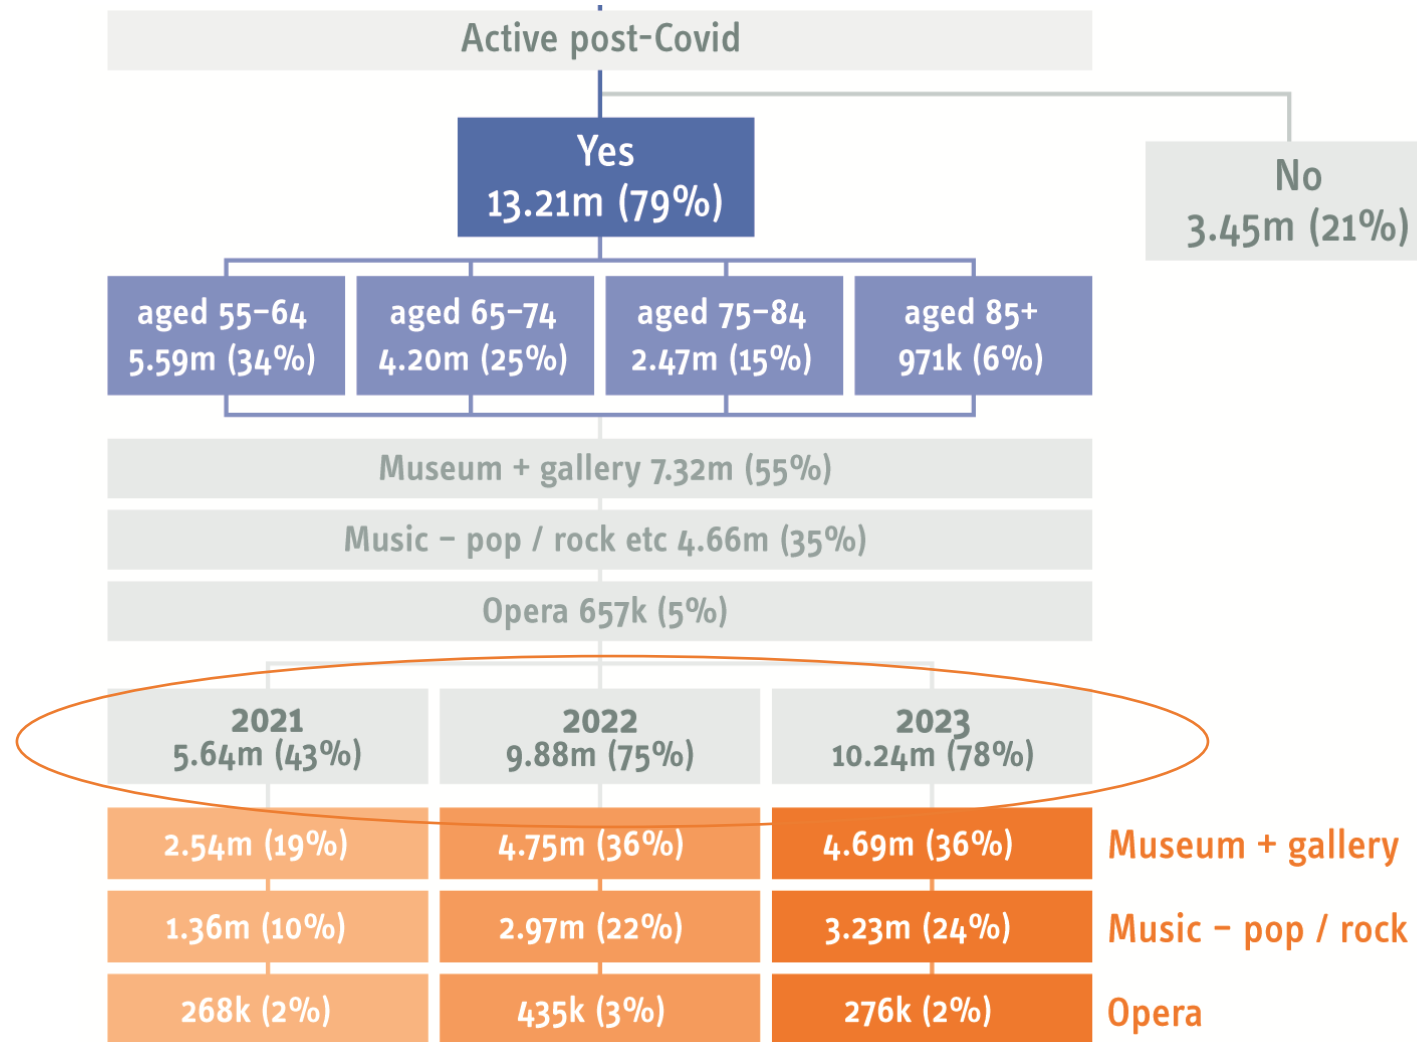 Active post-Covid
Yes
13.21m (79%)
No
3.45m (21%)
aged 55–64
5.59m (34%)
aged 65–74
4.20m (25%)
aged 75–84
2.47m (15%)
aged 85+
971k (6%)
Museum + gallery 7.32m (55%)
Music – pop / rock etc 4.66m (35%)
Opera 657k (5%)
2021
5.64m (43%)
2022
9.88m (75%)
2023
10.24m (78%)
2.54m (19%)
4.75m (36%)
4.69m (36%)
Museum + gallery
1.36m (10%)
2.97m (22%)
3.23m (24%)
Music – pop / rock
268k (2%)
435k (3%)
276k (2%)
Opera